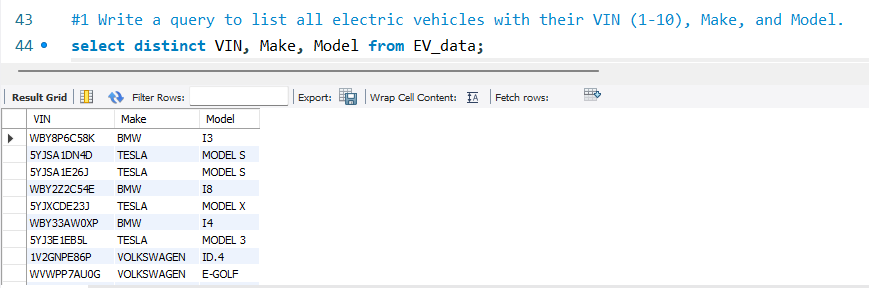 43 #1 Write a query to list all electric vehicles with their VIN (1-10), Make, and Model.
44 select distinct VIN, Make, Model from EV_data;
Result Grid Filter Rows: Export: Wrap Cell Content: Fetch rows:
VIN Make Model
WBY8P6C58K BMW I3
5YJSA1DN4D TESLA MODEL S
5YJSA1E26J TESLA MODEL S
WBY2Z2C54E BMW I8
5YJXCDE23J TESLA MODEL X
WBY33AW0XP BMW I4
5YJ3E1EB5L TESLA MODEL 3
1V2GNPE86P VOLKSWAGEN ID.4
WVWPP7AU0G VOLKSWAGEN E-GOLF